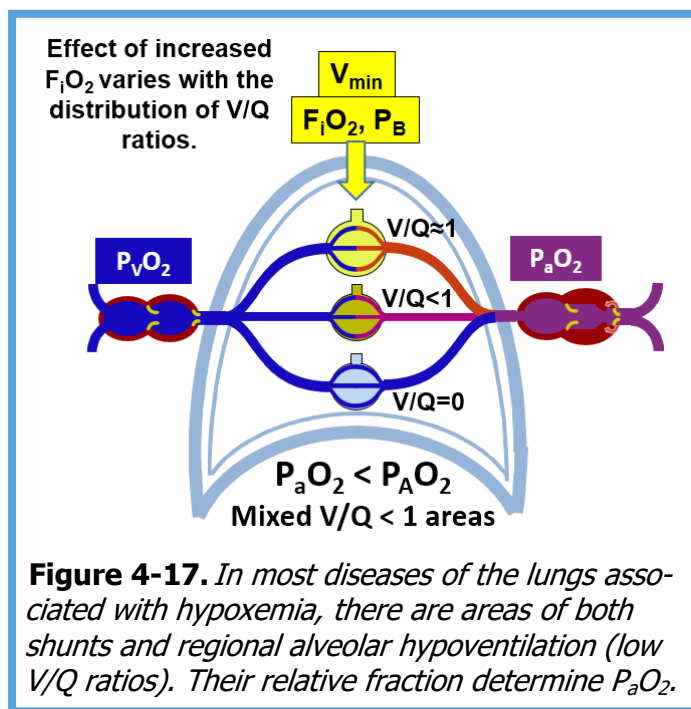 Effect of increased
FᵢO₂ varies with the
distribution of V/Q
ratios.
Vₘᵢₙ
FᵢO₂, P_B
V/Q≈1
PᵥO₂
PₐO₂
V/Q<1
V/Q=0
PₐO₂ < P_AO₂
Mixed V/Q < 1 areas
Figure 4-17. In most diseases of the lungs asso-
ciated with hypoxemia, there are areas of both
shunts and regional alveolar hypoventilation (low
V/Q ratios). Their relative fraction determine PₐO₂.